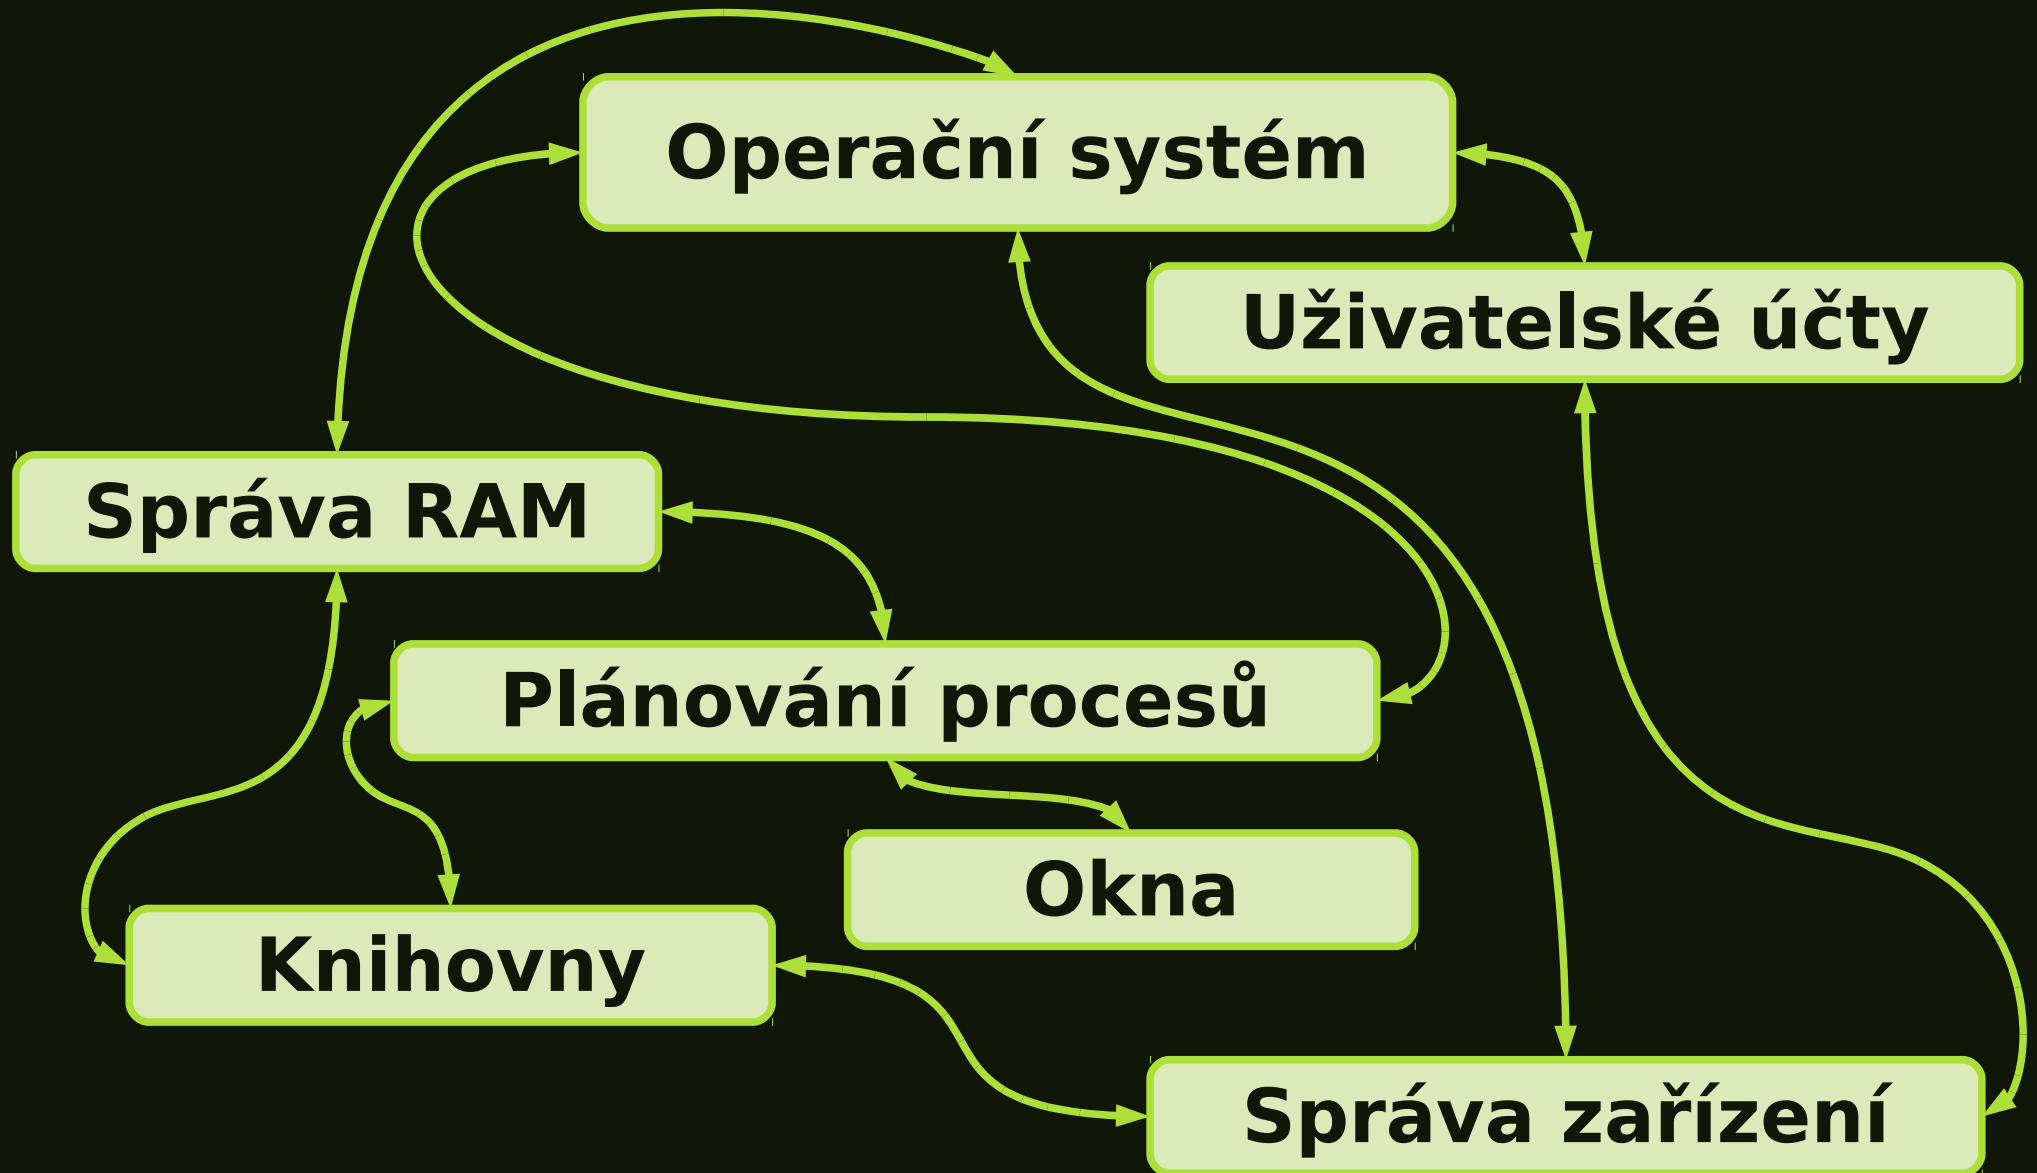 Operační systém
Uživatelské účty
Správa RAM
Plánování procesů
Okna
Knihovny
Správa zařízení